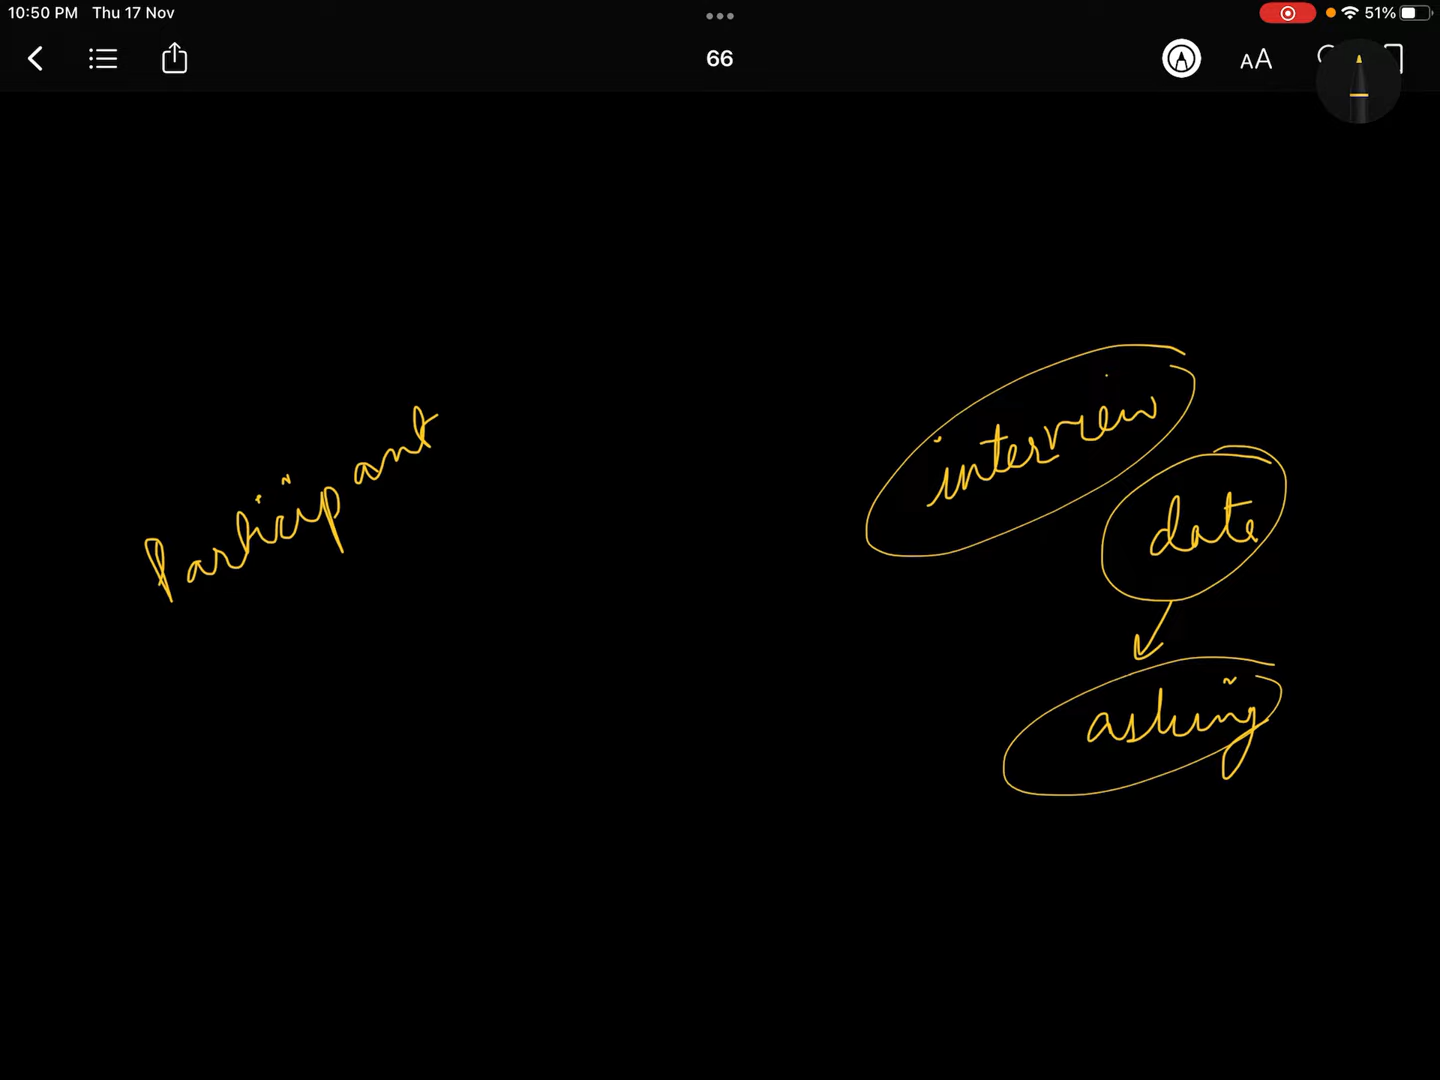 10:50 PM Thu 17 Nov
51%
66
AA
interview
Participant
date
asking